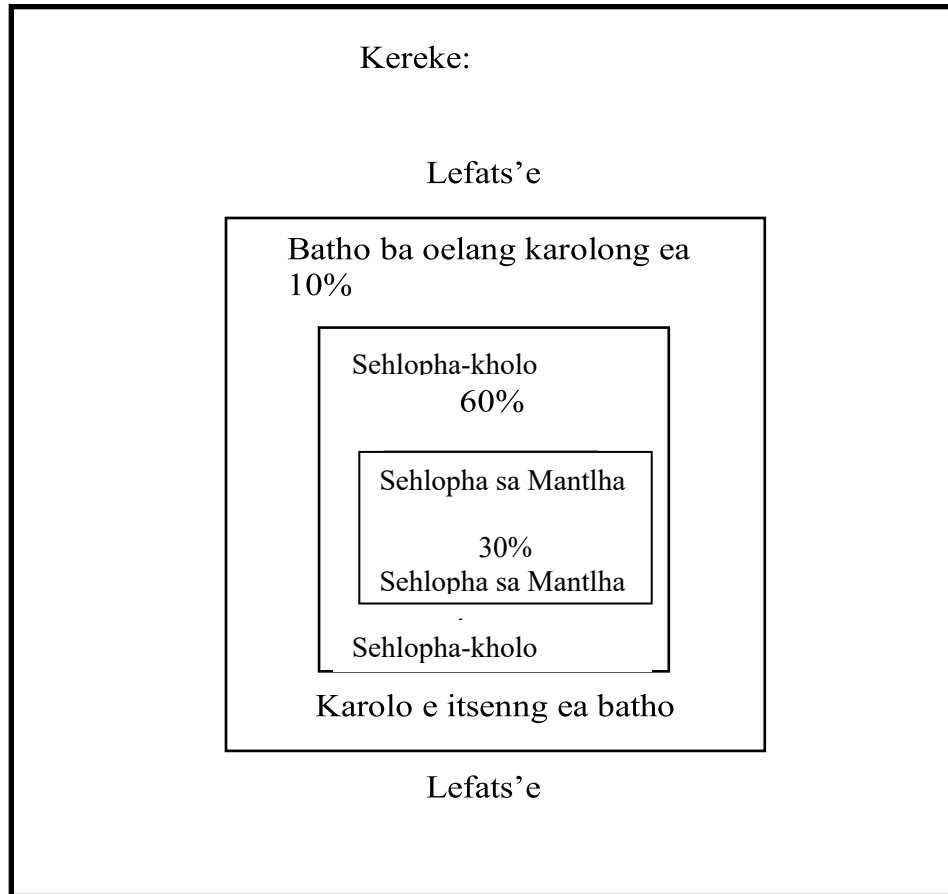 Kereke:
Lefats’e
Batho ba oelang karolong ea
10%
Sehlopha-kholo
60%
Sehlopha sa Mantlha
30%
Sehlopha sa Mantlha
Sehlopha-kholo
Karolo e itsenng ea batho
Lefats’e